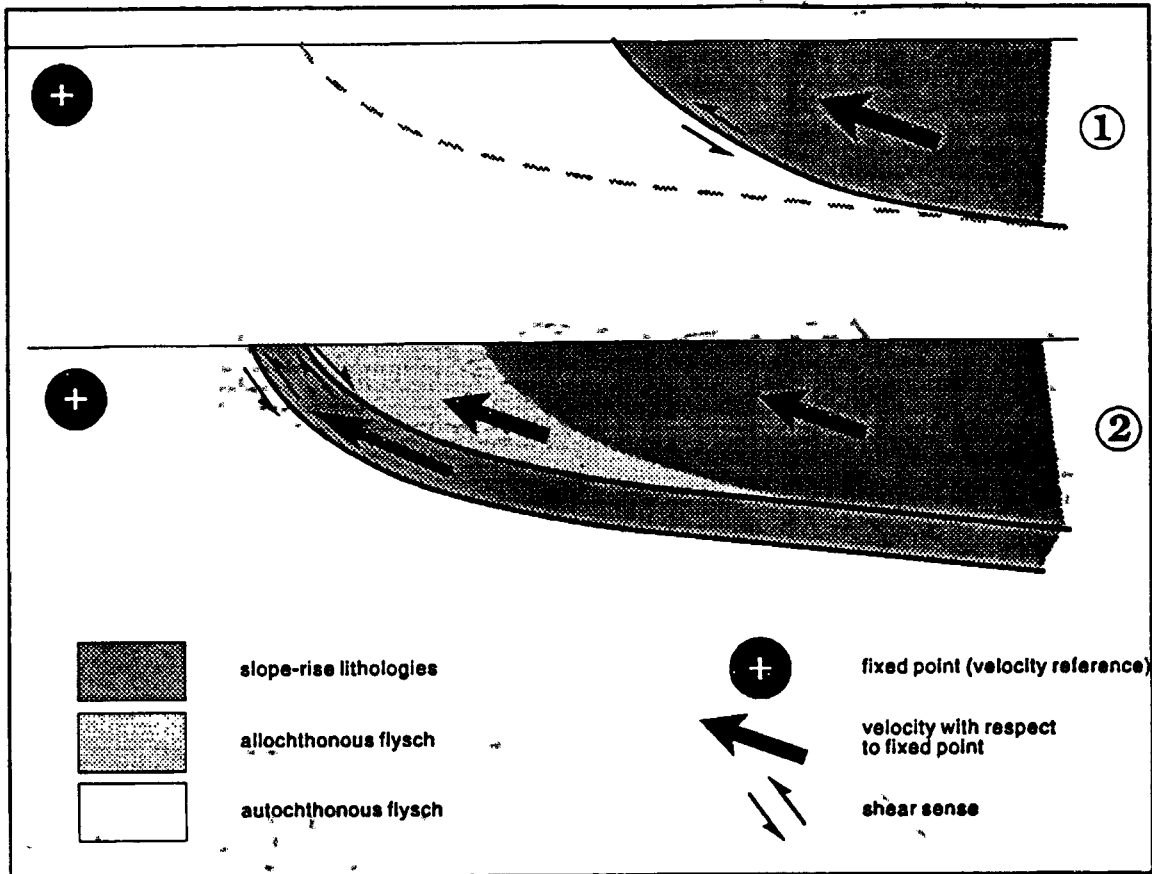 ①
②
slope-rise lithologies
allochthonous flysch
autochthonous flysch
fixed point (velocity reference)
velocity with respect
to fixed point
shear sense